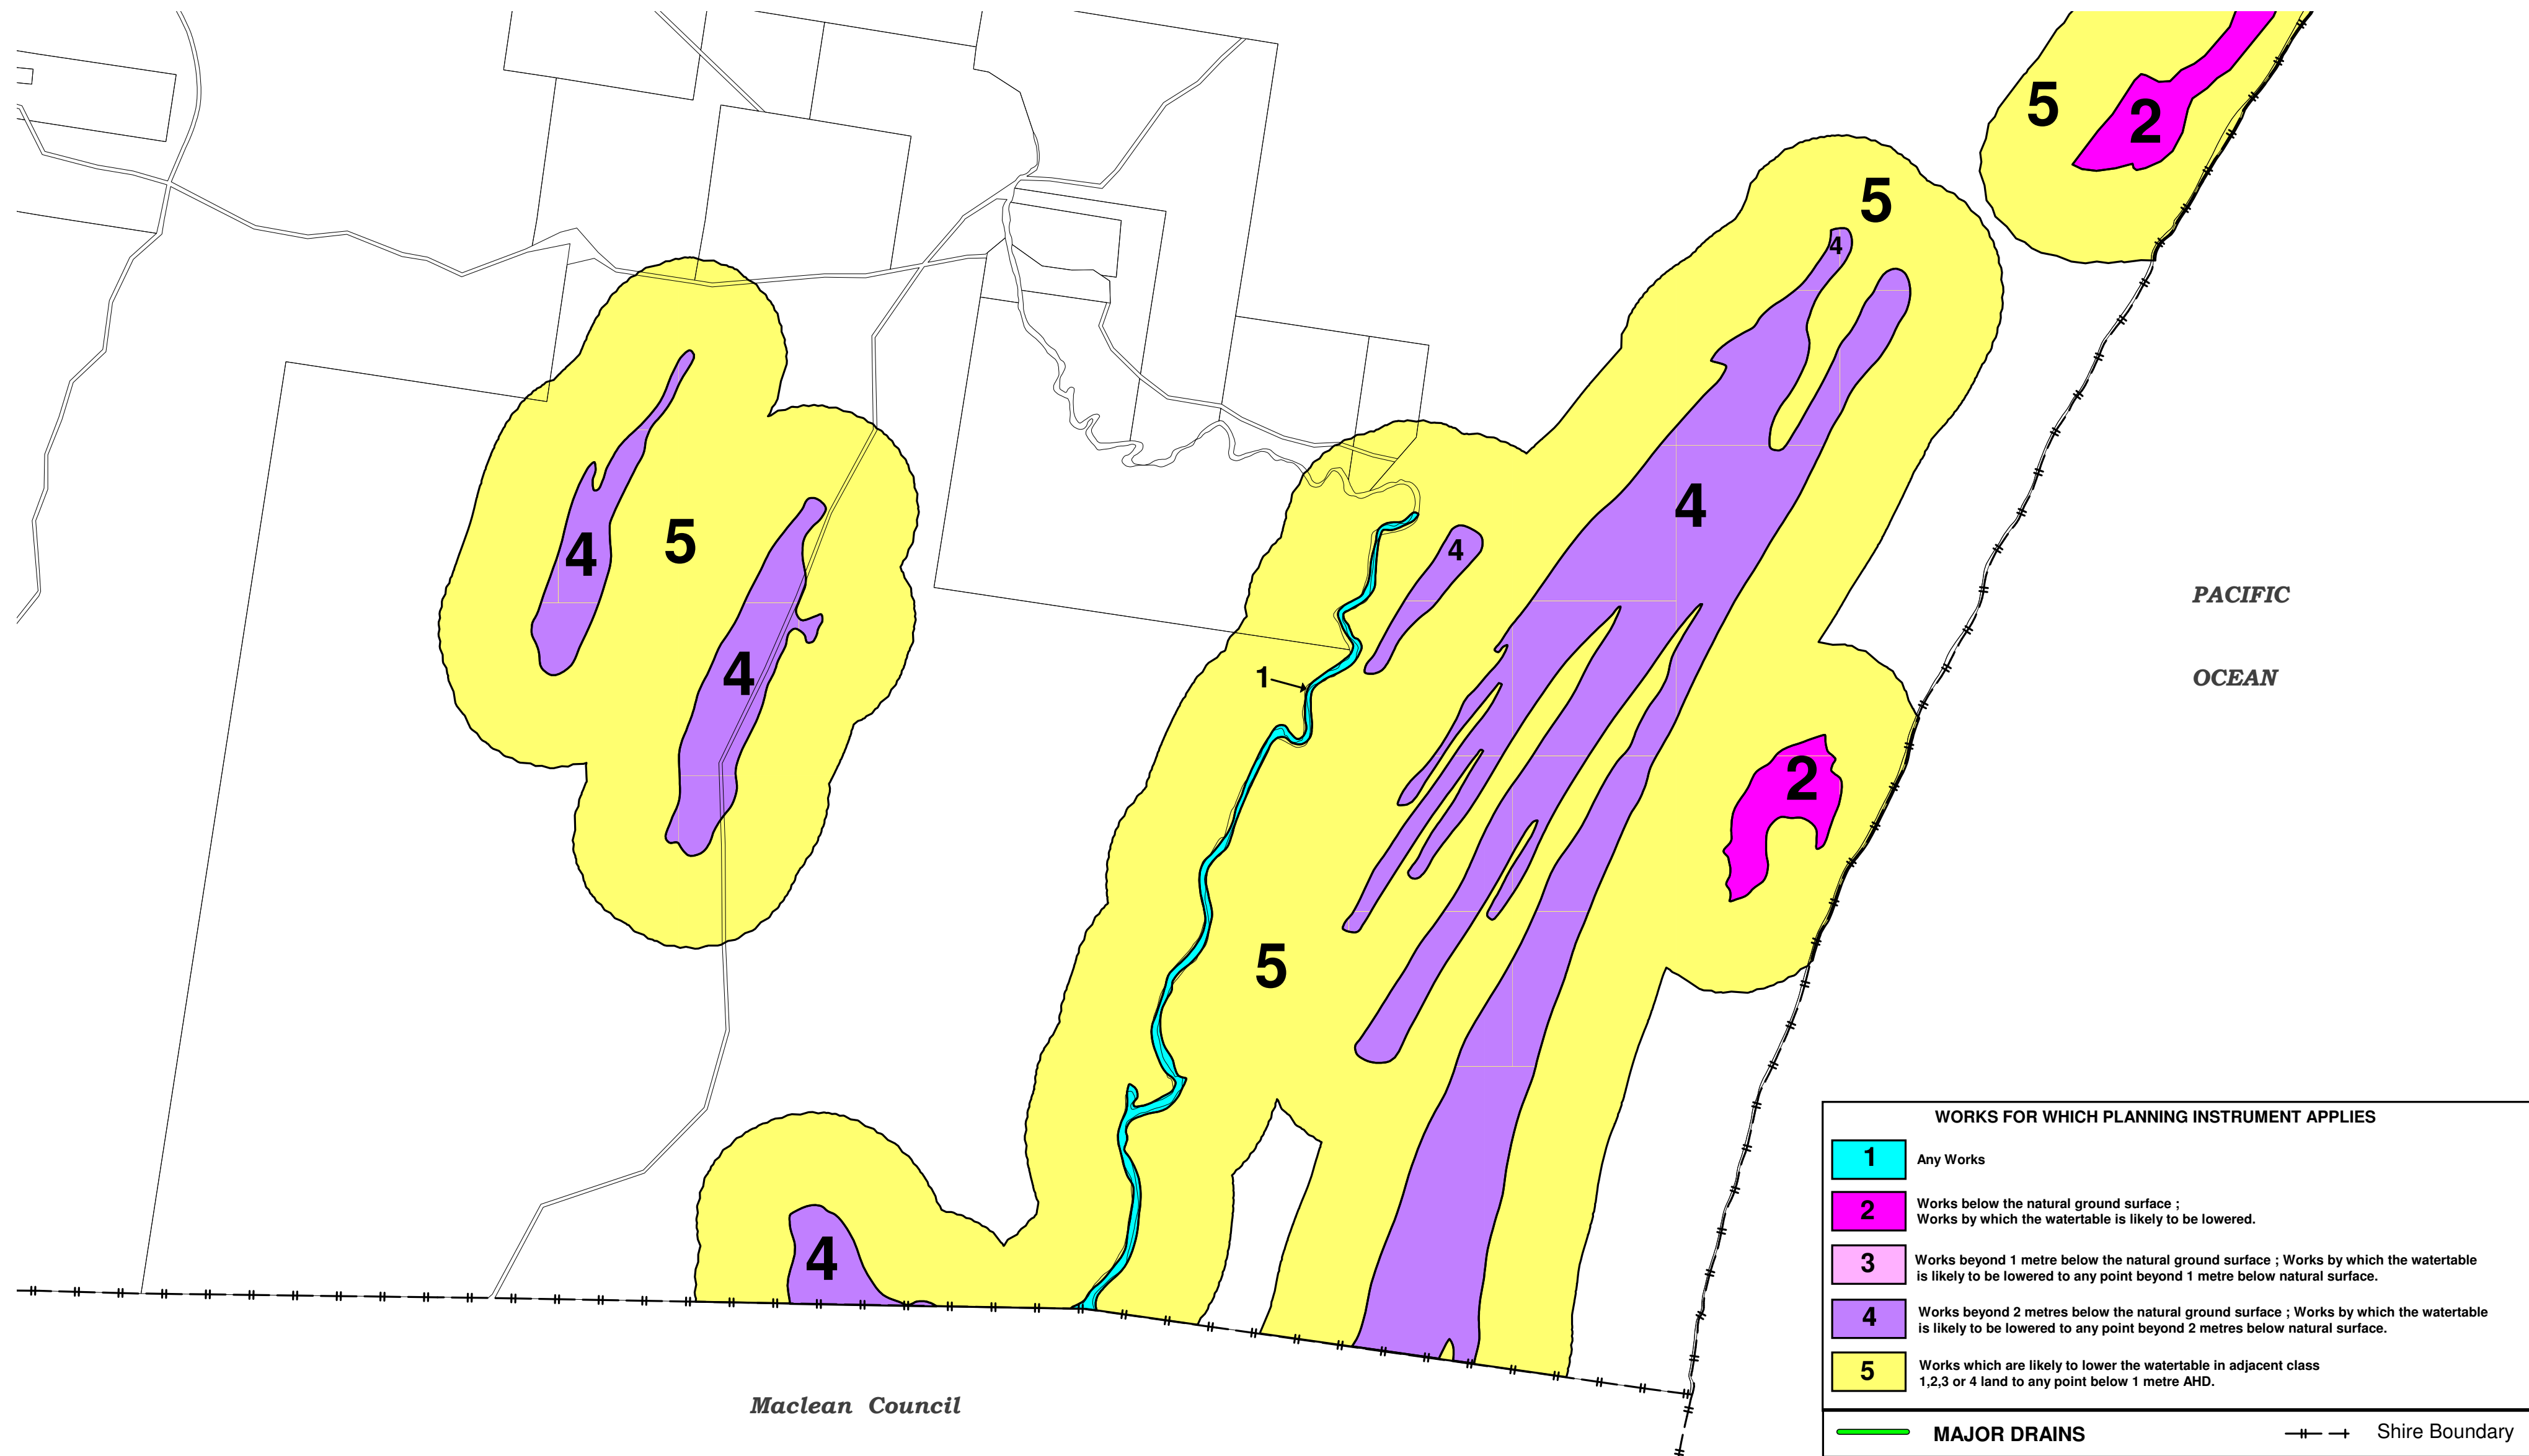 5
2
5
4
4
4
4
5
4
PACIFIC
OCEAN
4
1
2
5
4
Maclean Council
WORKS FOR WHICH PLANNING INSTRUMENT APPLIES
1 Any Works
2 Works below the natural ground surface ;
Works by which the watertable is likely to be lowered.
3 Works beyond 1 metre below the natural ground surface ; Works by which the watertable
is likely to be lowered to any point beyond 1 metre below natural surface.
4 Works beyond 2 metres below the natural ground surface ; Works by which the watertable
is likely to be lowered to any point beyond 2 metres below natural surface.
5 Works which are likely to lower the watertable in adjacent class
1,2,3 or 4 land to any point below 1 metre AHD.
MAJOR DRAINS Shire Boundary